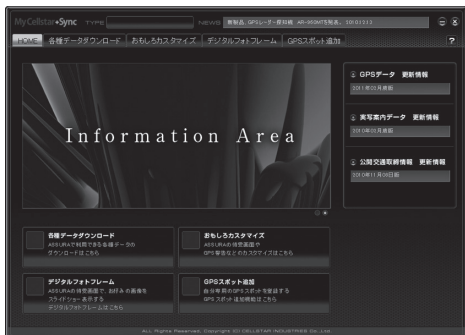 My Cellstar+Sync TYPE NEWS 新製品、GPSレーダー探知機 AR-350MTを発表。 2010/12/13
HOME 各種データダウンロード おもしろカスタマイズ デジタルフォトフレーム GPSスポット追加 ?
Information Area
GPSデータ 更新情報
2011年02月度版
実写案内データ 更新情報
2010年09月度版
公開交通取締情報 更新情報
2010年11月09日版
各種データダウンロード
ASSURAで利用できる各種データの
ダウンロードはこちら
おもしろカスタマイズ
ASSURAの待受画面や
GPS警告などのカスタマイズはこちら
デジタルフォトフレーム
ASSURAの待受画面で、お好みの画像を
スライドショー表示する
デジタルフォトフレームはこちら
GPSスポット追加
自分専用のGPSスポットを登録する
GPSスポット追加機能はこちら
ALL Rights Reserved. Copyright (C) CELLSTAR INDUSTRIES Co.,Ltd